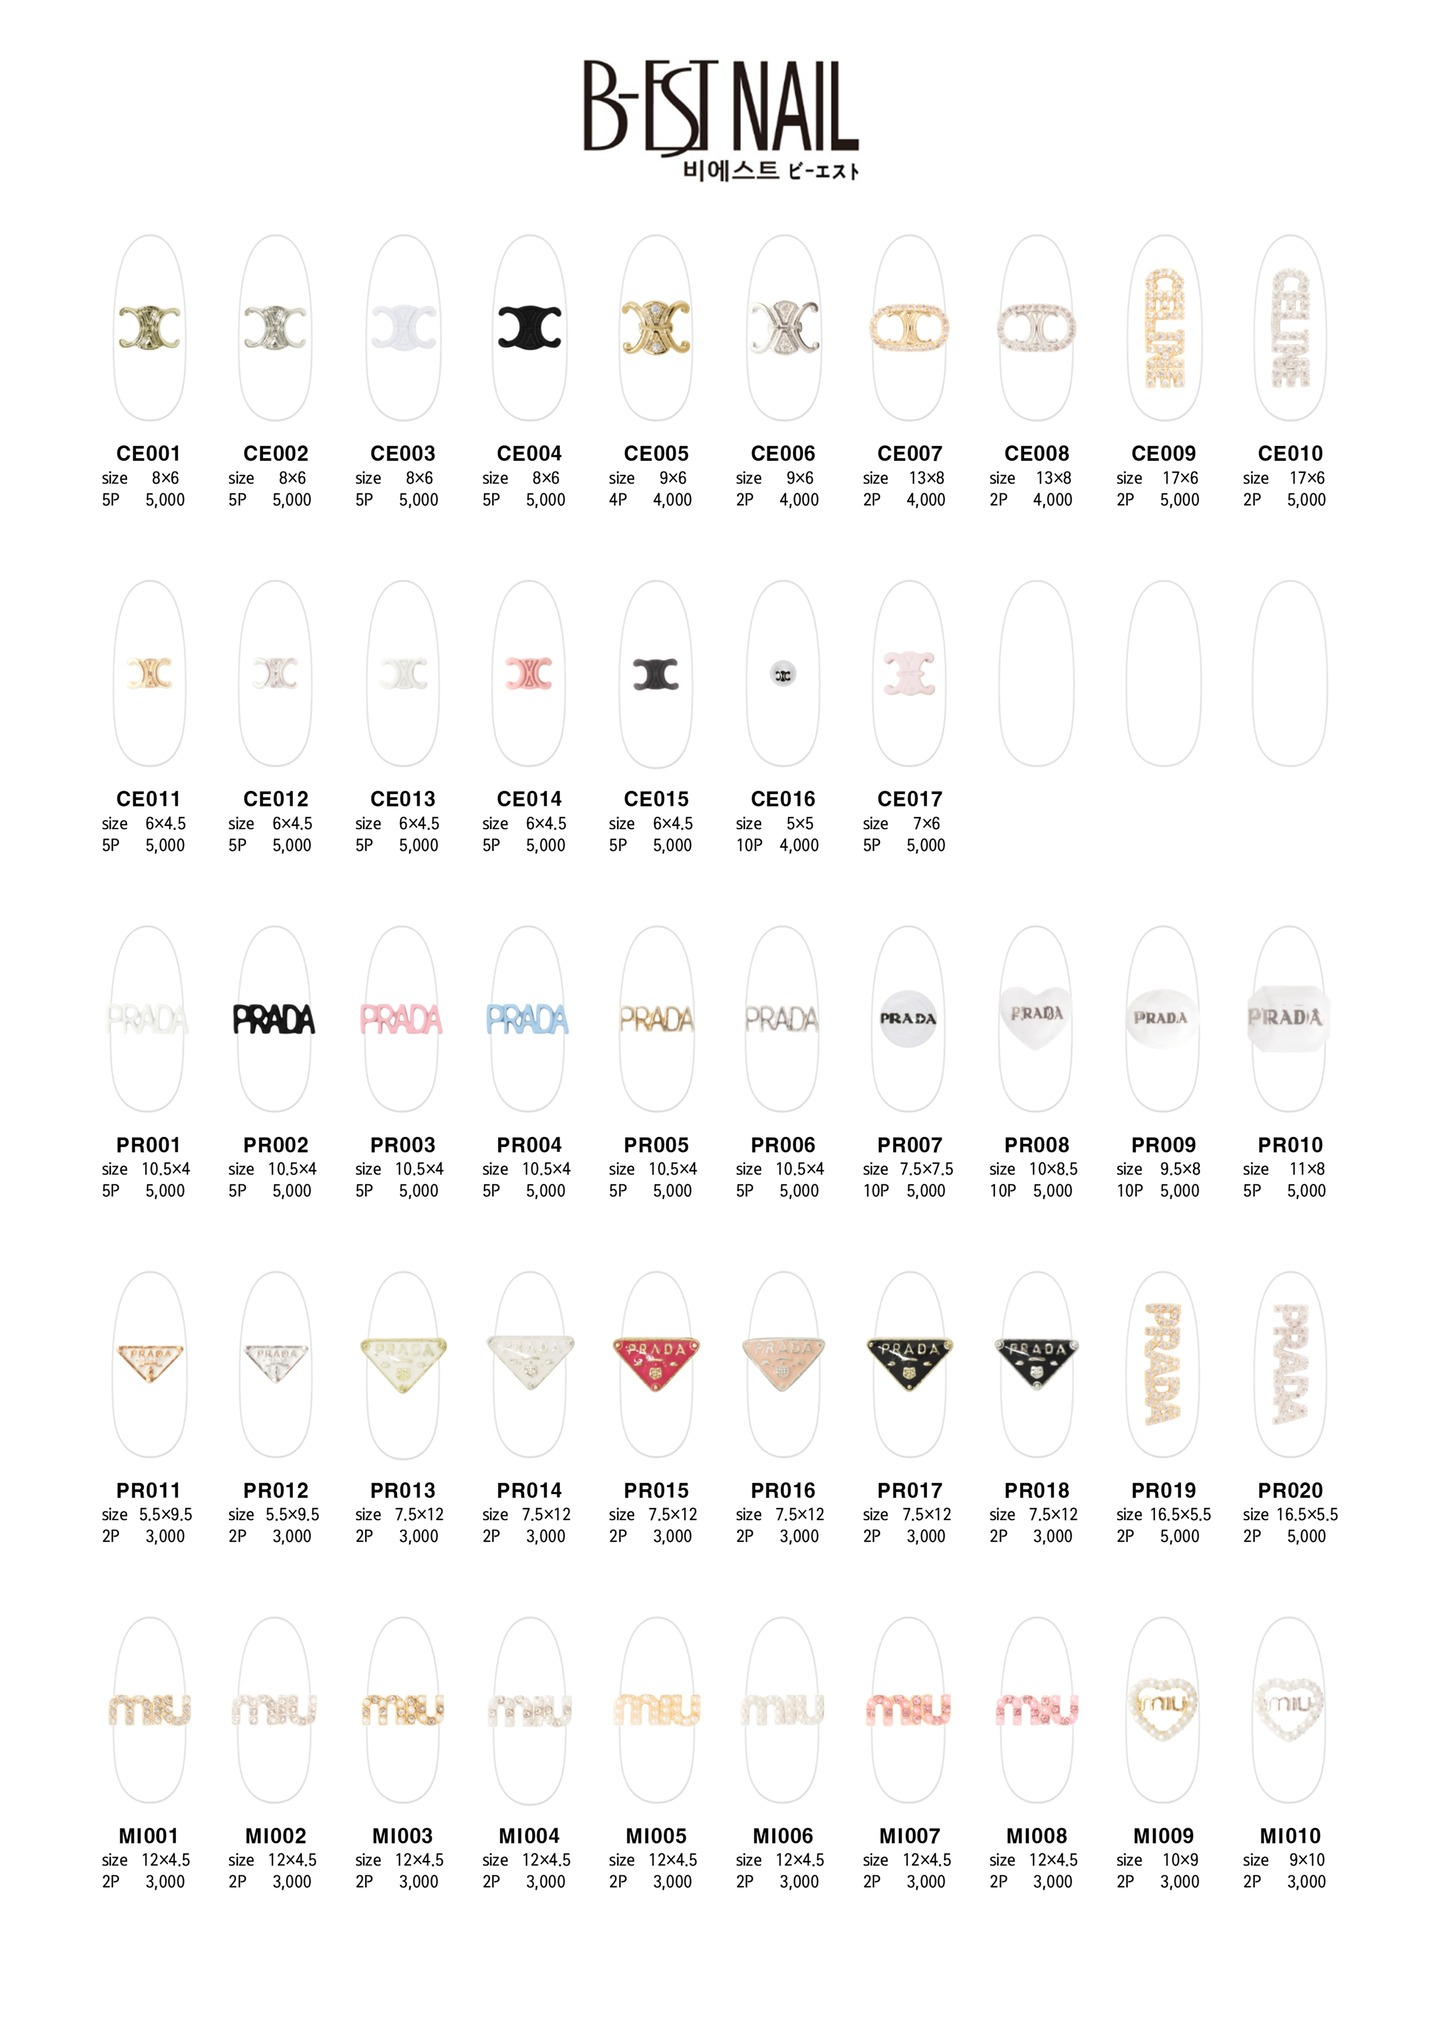 B-EST NAIL
비에스트 ビーエスト
CELINE CELINE
CE001 CE002 CE003 CE004 CE005 CE006 CE007 CE008 CE009 CE010
size 8×6 size 8×6 size 8×6 size 8×6 size 9×6 size 9×6 size 13×8 size 13×8 size 17×6 size 17×6
5P 5,000 5P 5,000 5P 5,000 5P 5,000 4P 4,000 2P 4,000 2P 4,000 2P 4,000 2P 5,000 2P 5,000
CE011 CE012 CE013 CE014 CE015 CE016 CE017
size 6×4.5 size 6×4.5 size 6×4.5 size 6×4.5 size 6×4.5 size 5×5 size 7×6
5P 5,000 5P 5,000 5P 5,000 5P 5,000 5P 5,000 10P 4,000 5P 5,000
PRADA PRADA PRADA PRADA PRADA PRADA PRADA PRADA PRADA PRADA
PR001 PR002 PR003 PR004 PR005 PR006 PR007 PR008 PR009 PR010
size 10.5×4 size 10.5×4 size 10.5×4 size 10.5×4 size 10.5×4 size 10.5×4 size 7.5×7.5 size 10×8.5 size 9.5×8 size 11×8
5P 5,000 5P 5,000 5P 5,000 5P 5,000 5P 5,000 5P 5,000 10P 5,000 10P 5,000 10P 5,000 5P 5,000
PRADA PRADA PRADA PRADA PRADA PRADA PRADA PRADA PRADA PRADA
PR011 PR012 PR013 PR014 PR015 PR016 PR017 PR018 PR019 PR020
size 5.5×9.5 size 5.5×9.5 size 7.5×12 size 7.5×12 size 7.5×12 size 7.5×12 size 7.5×12 size 7.5×12 size 16.5×5.5 size 16.5×5.5
2P 3,000 2P 3,000 2P 3,000 2P 3,000 2P 3,000 2P 3,000 2P 3,000 2P 3,000 2P 5,000 2P 5,000
miu miu miu miu miu miu miu miu miu miu
MI001 MI002 MI003 MI004 MI005 MI006 MI007 MI008 MI009 MI010
size 12×4.5 size 12×4.5 size 12×4.5 size 12×4.5 size 12×4.5 size 12×4.5 size 12×4.5 size 12×4.5 size 10×9 size 9×10
2P 3,000 2P 3,000 2P 3,000 2P 3,000 2P 3,000 2P 3,000 2P 3,000 2P 3,000 2P 3,000 2P 3,000